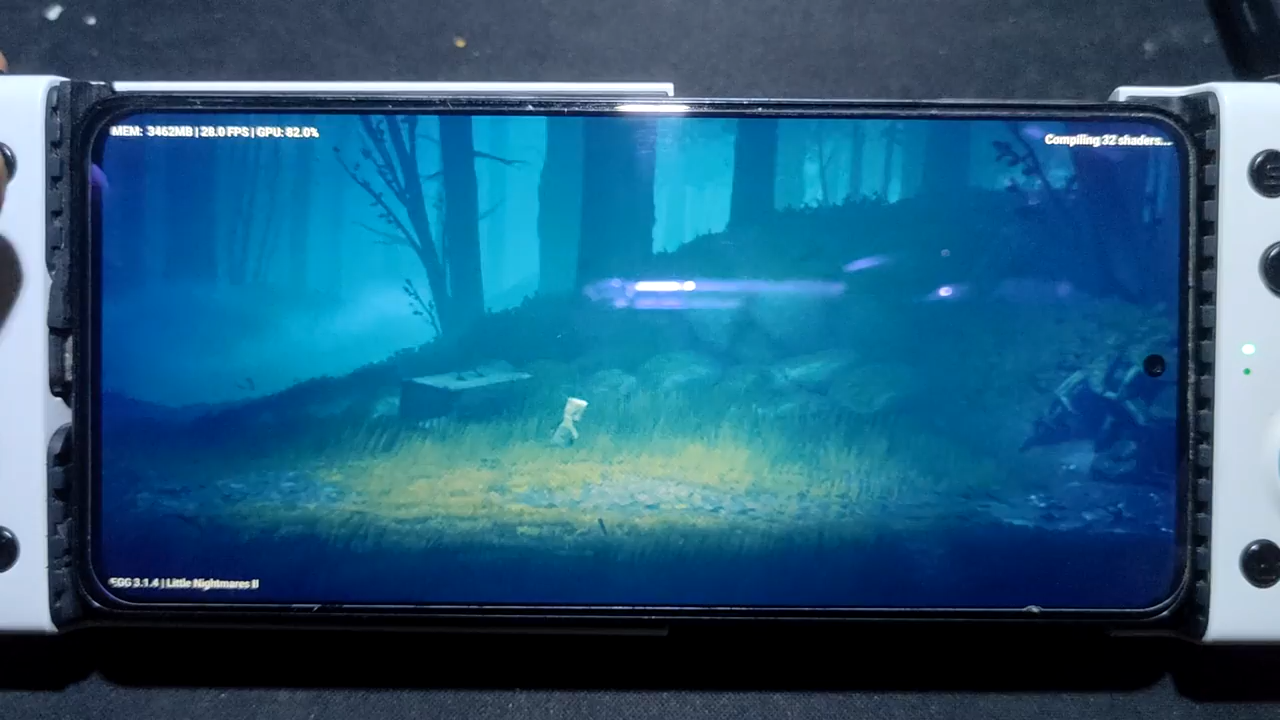 MEM: 3462MB | 28.0 FPS | GPU: 82.0%
Compiling 32 shaders...
EGG 3.1.4 | Little Nightmares II